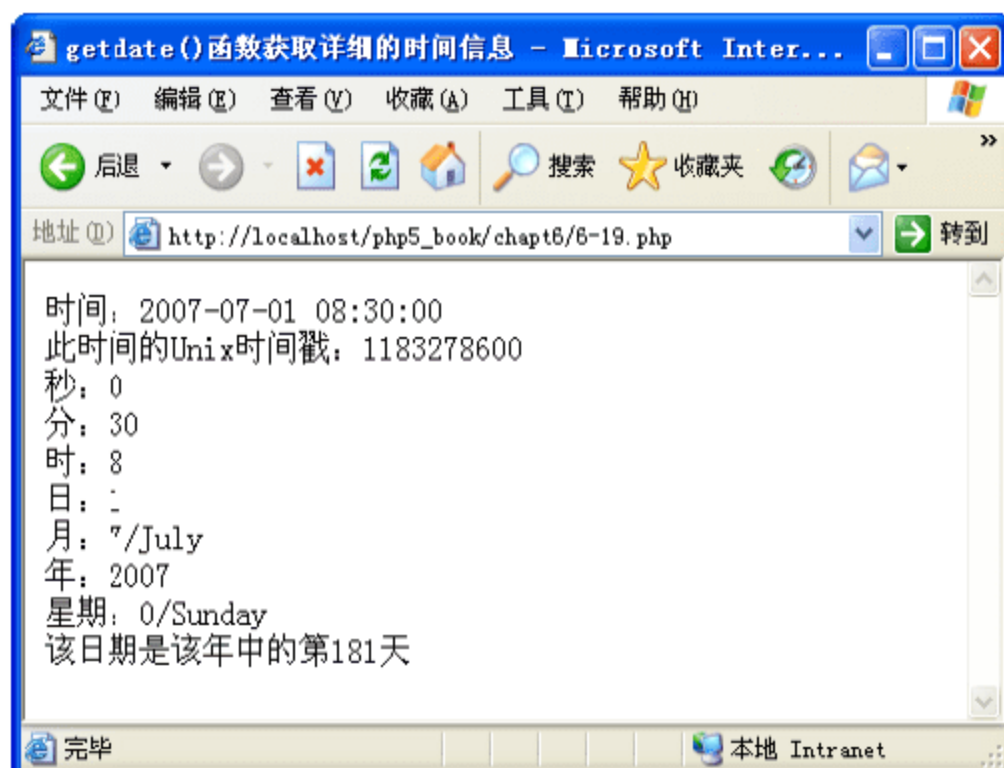 getdate()函数获取详细的时间信息 - Microsoft Inter...
文件(F) 编辑(E) 查看(V) 收藏(A) 工具(T) 帮助(H)
后退 搜索 收藏夹 »
地址(D) http://localhost/php5_book/chapt6/6-19.php 转到
时间：2007-07-01 08:30:00
此时间的Unix时间戳：1183278600
秒：0
分：30
时：8
日：
月：7/July
年：2007
星期：0/Sunday
该日期是该年中的第181天
完毕 本地 Intranet